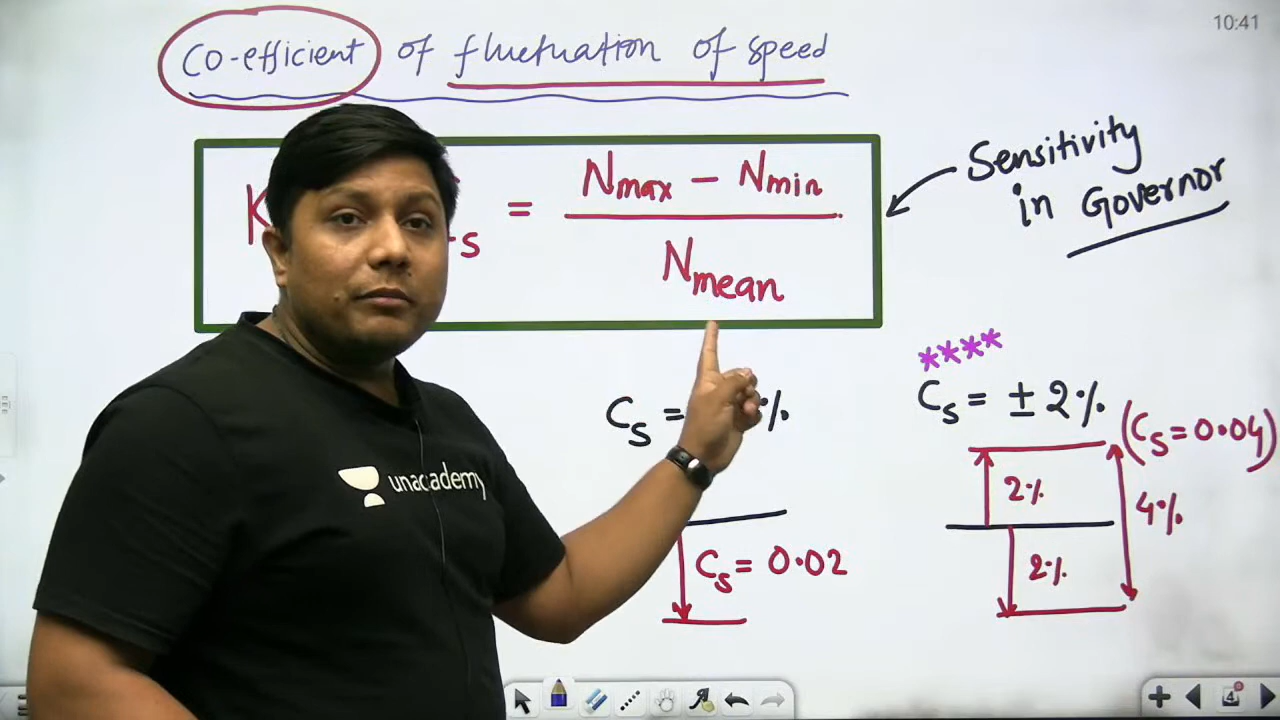 10:41
Co-efficient of fluctuation of speed
K
s = Nmax - Nmin
Nmean
Sensitivity
in Governor
Cs = %
Cs = 0.02
****
Cs = ± 2%
(Cs = 0.04)
2%
4%
2%
unacademy
4